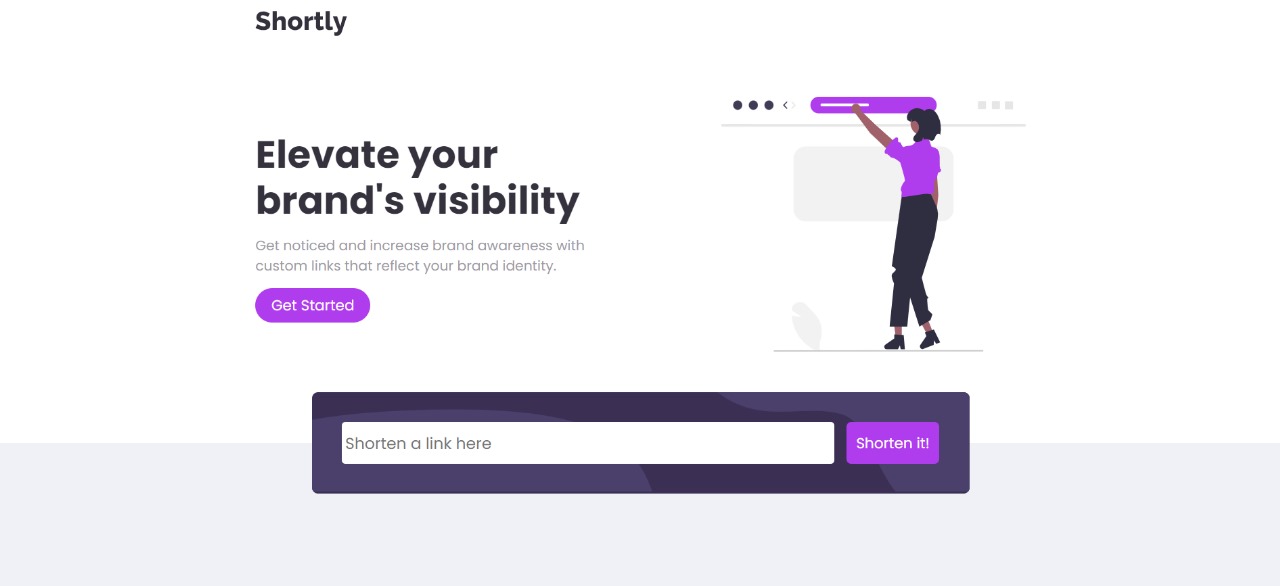 Shortly
Elevate your
brand's visibility
Get noticed and increase brand awareness with
custom links that reflect your brand identity.
Get Started
Shorten a link here
Shorten it!